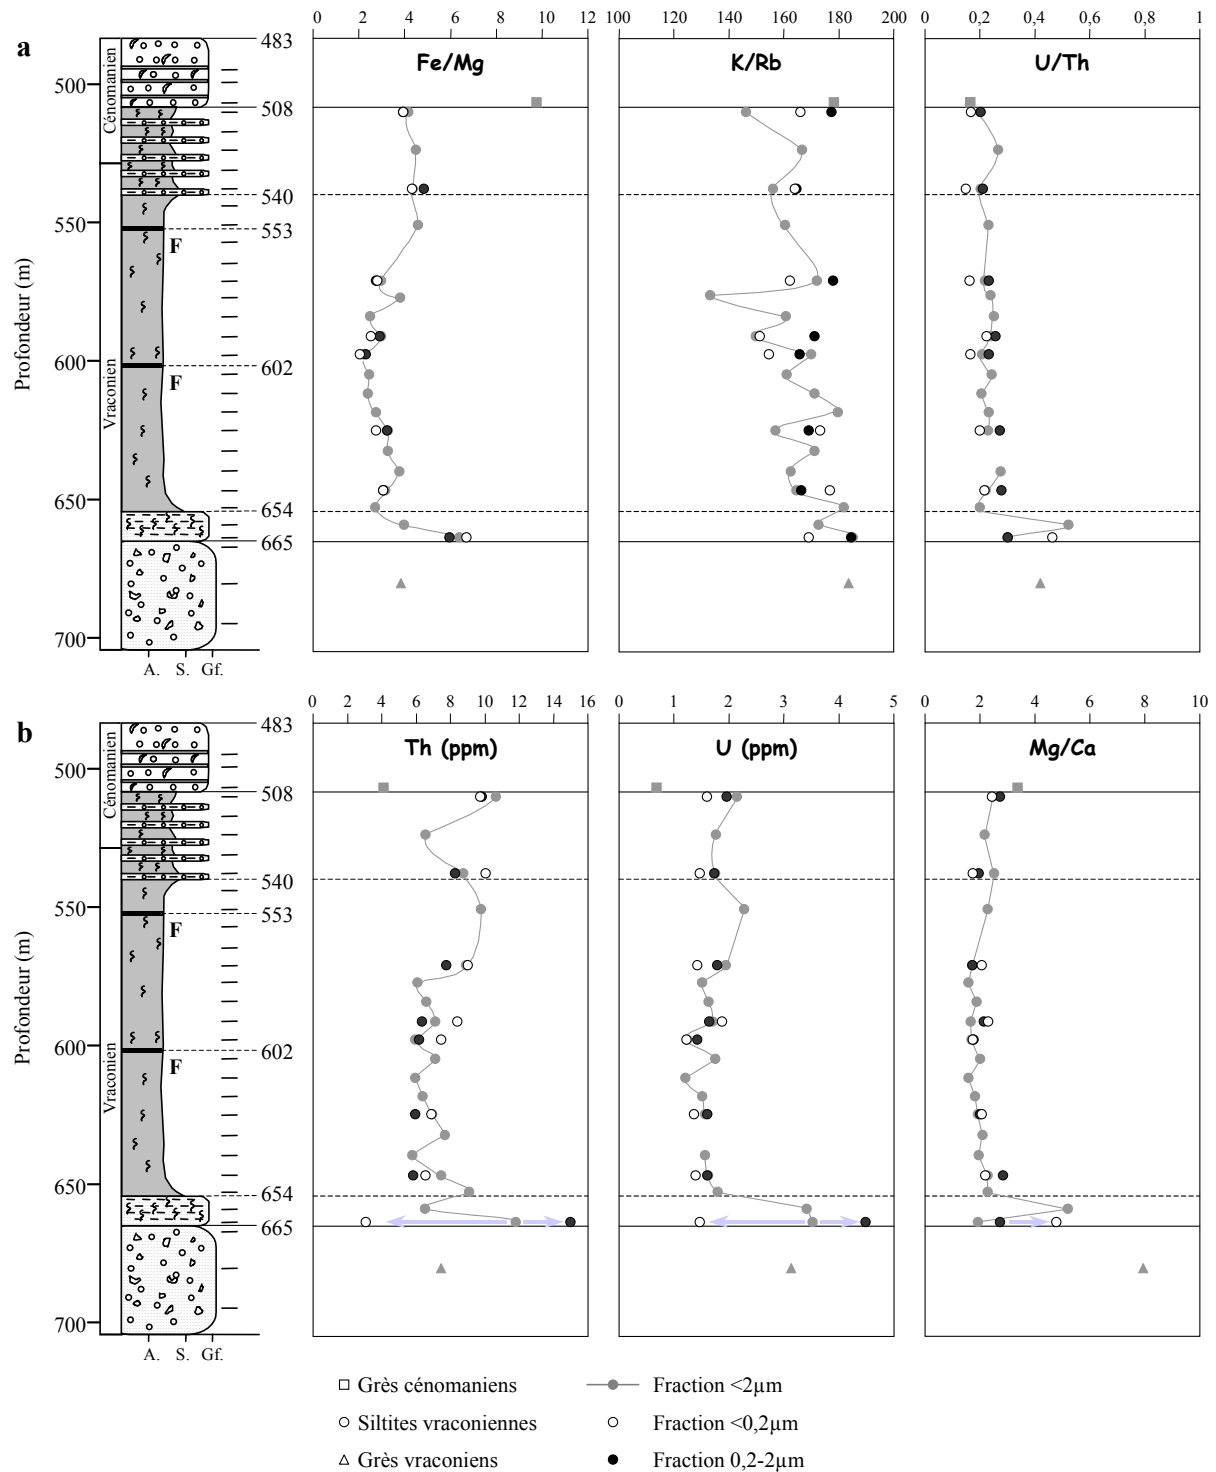 0 2 4 6 8 10 12
100 120 140 160 180 200
0 0,2 0,4 0,6 0,8 1
a
Fe/Mg
K/Rb
U/Th
Profondeur (m)
Cénomanien
Vraconien
500
550
600
650
700
483
508
540
553
F
602
F
654
665
A. S. Gf.
0 2 4 6 8 10 12 14 16
0 1 2 3 4 5
0 2 4 6 8 10
b
Th (ppm)
U (ppm)
Mg/Ca
Profondeur (m)
Cénomanien
Vraconien
500
550
600
650
700
483
508
540
553
F
602
F
654
665
A. S. Gf.
Grès cénomaniens
Fraction <2µm
Siltites vraconiennes
Fraction <0,2µm
Grès vraconiens
Fraction 0,2-2µm